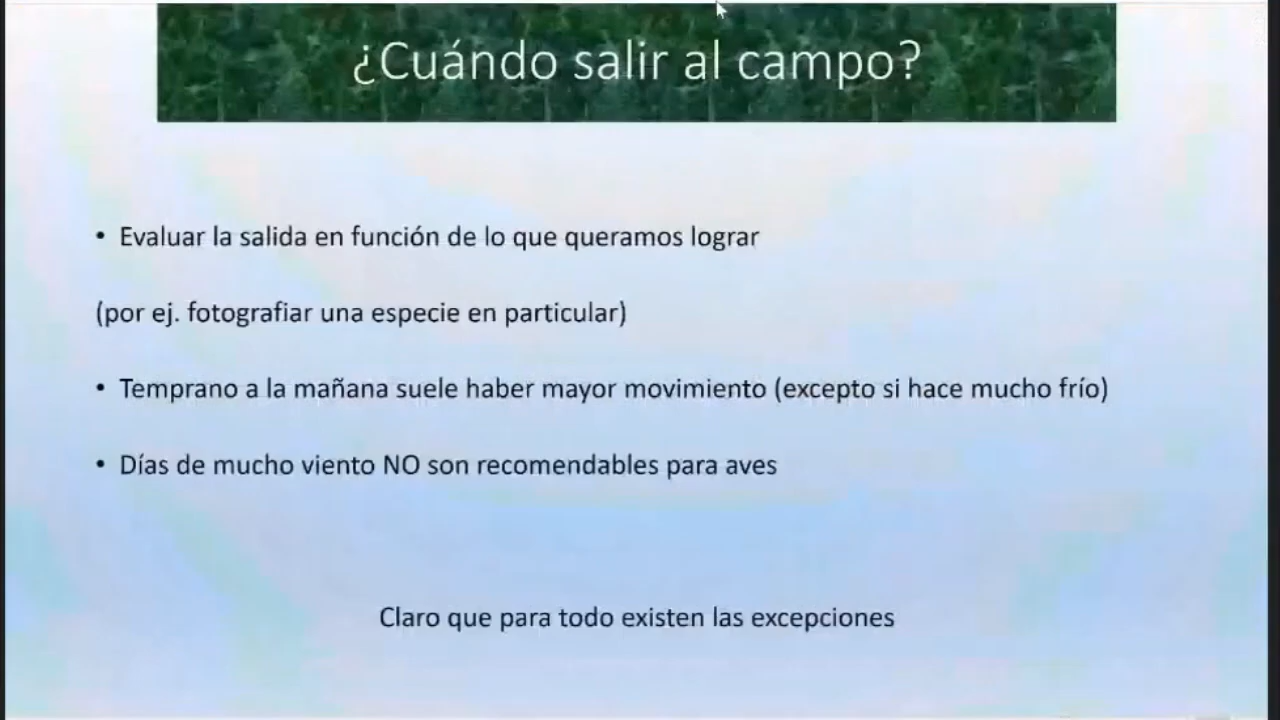 ¿Cuándo salir al campo?
• Evaluar la salida en función de lo que queramos lograr
(por ej. fotografiar una especie en particular)
• Temprano a la mañana suele haber mayor movimiento (excepto si hace mucho frío)
• Días de mucho viento NO son recomendables para aves
Claro que para todo existen las excepciones